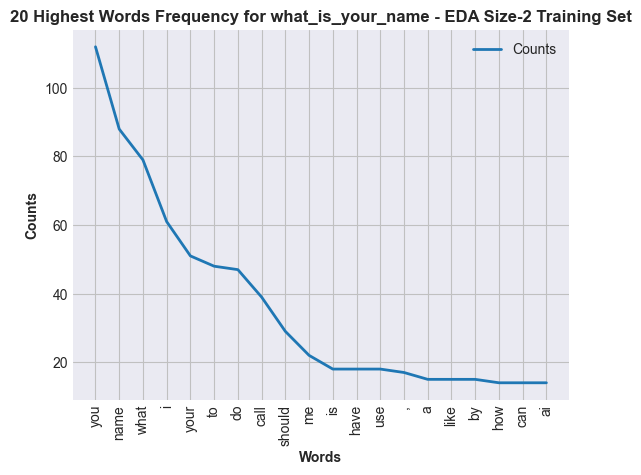 20 Highest Words Frequency for what_is_your_name - EDA Size-2 Training Set
Counts
100
80
60
40
20
Counts
you
name
what
i
your
to
do
call
should
me
is
have
use
,
a
like
by
how
can
ai
Words